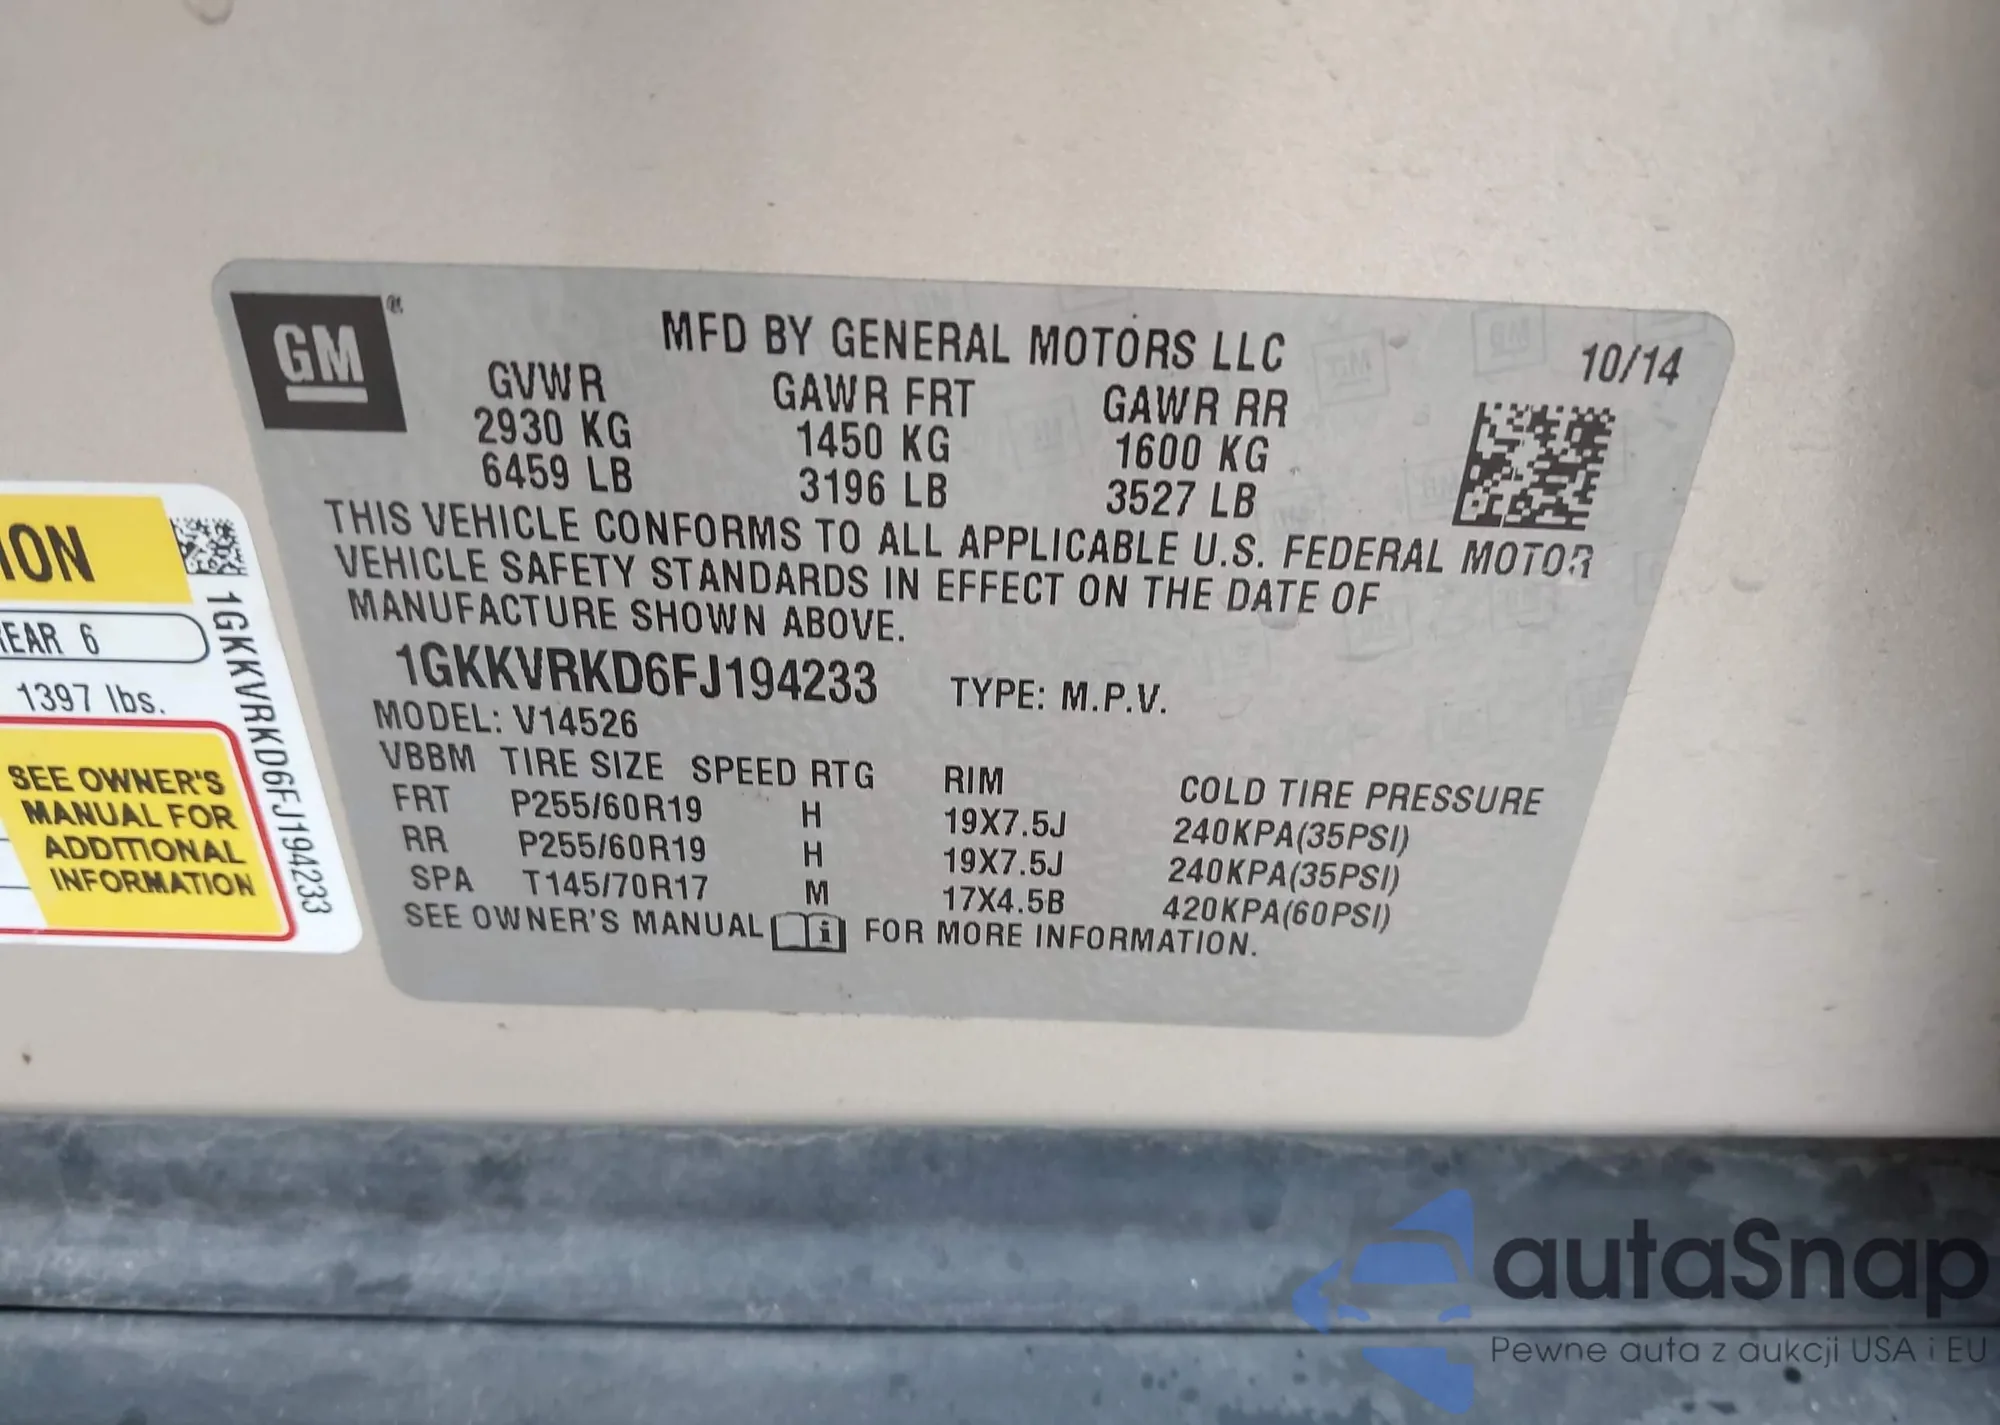 GM®
MFD BY GENERAL MOTORS LLC
10/14
GVWR GAWR FRT GAWR RR
2930 KG 1450 KG 1600 KG
6459 LB 3196 LB 3527 LB
THIS VEHICLE CONFORMS TO ALL APPLICABLE U.S. FEDERAL MOTOR
VEHICLE SAFETY STANDARDS IN EFFECT ON THE DATE OF
MANUFACTURE SHOWN ABOVE.
1GKKVRKD6FJ194233 TYPE: M.P.V.
MODEL: V14526
VBBM TIRE SIZE SPEED RTG RIM COLD TIRE PRESSURE
FRT P255/60R19 H 19X7.5J 240KPA(35PSI)
RR P255/60R19 H 19X7.5J 240KPA(35PSI)
SPA T145/70R17 M 17X4.5B 420KPA(60PSI)
SEE OWNER'S MANUAL i FOR MORE INFORMATION.
ION
REAR 6
1397 lbs.
SEE OWNER'S
MANUAL FOR
ADDITIONAL
INFORMATION
1GKKVRKD6FJ194233
autaSnap
Pewne auta z aukcji USA i EU